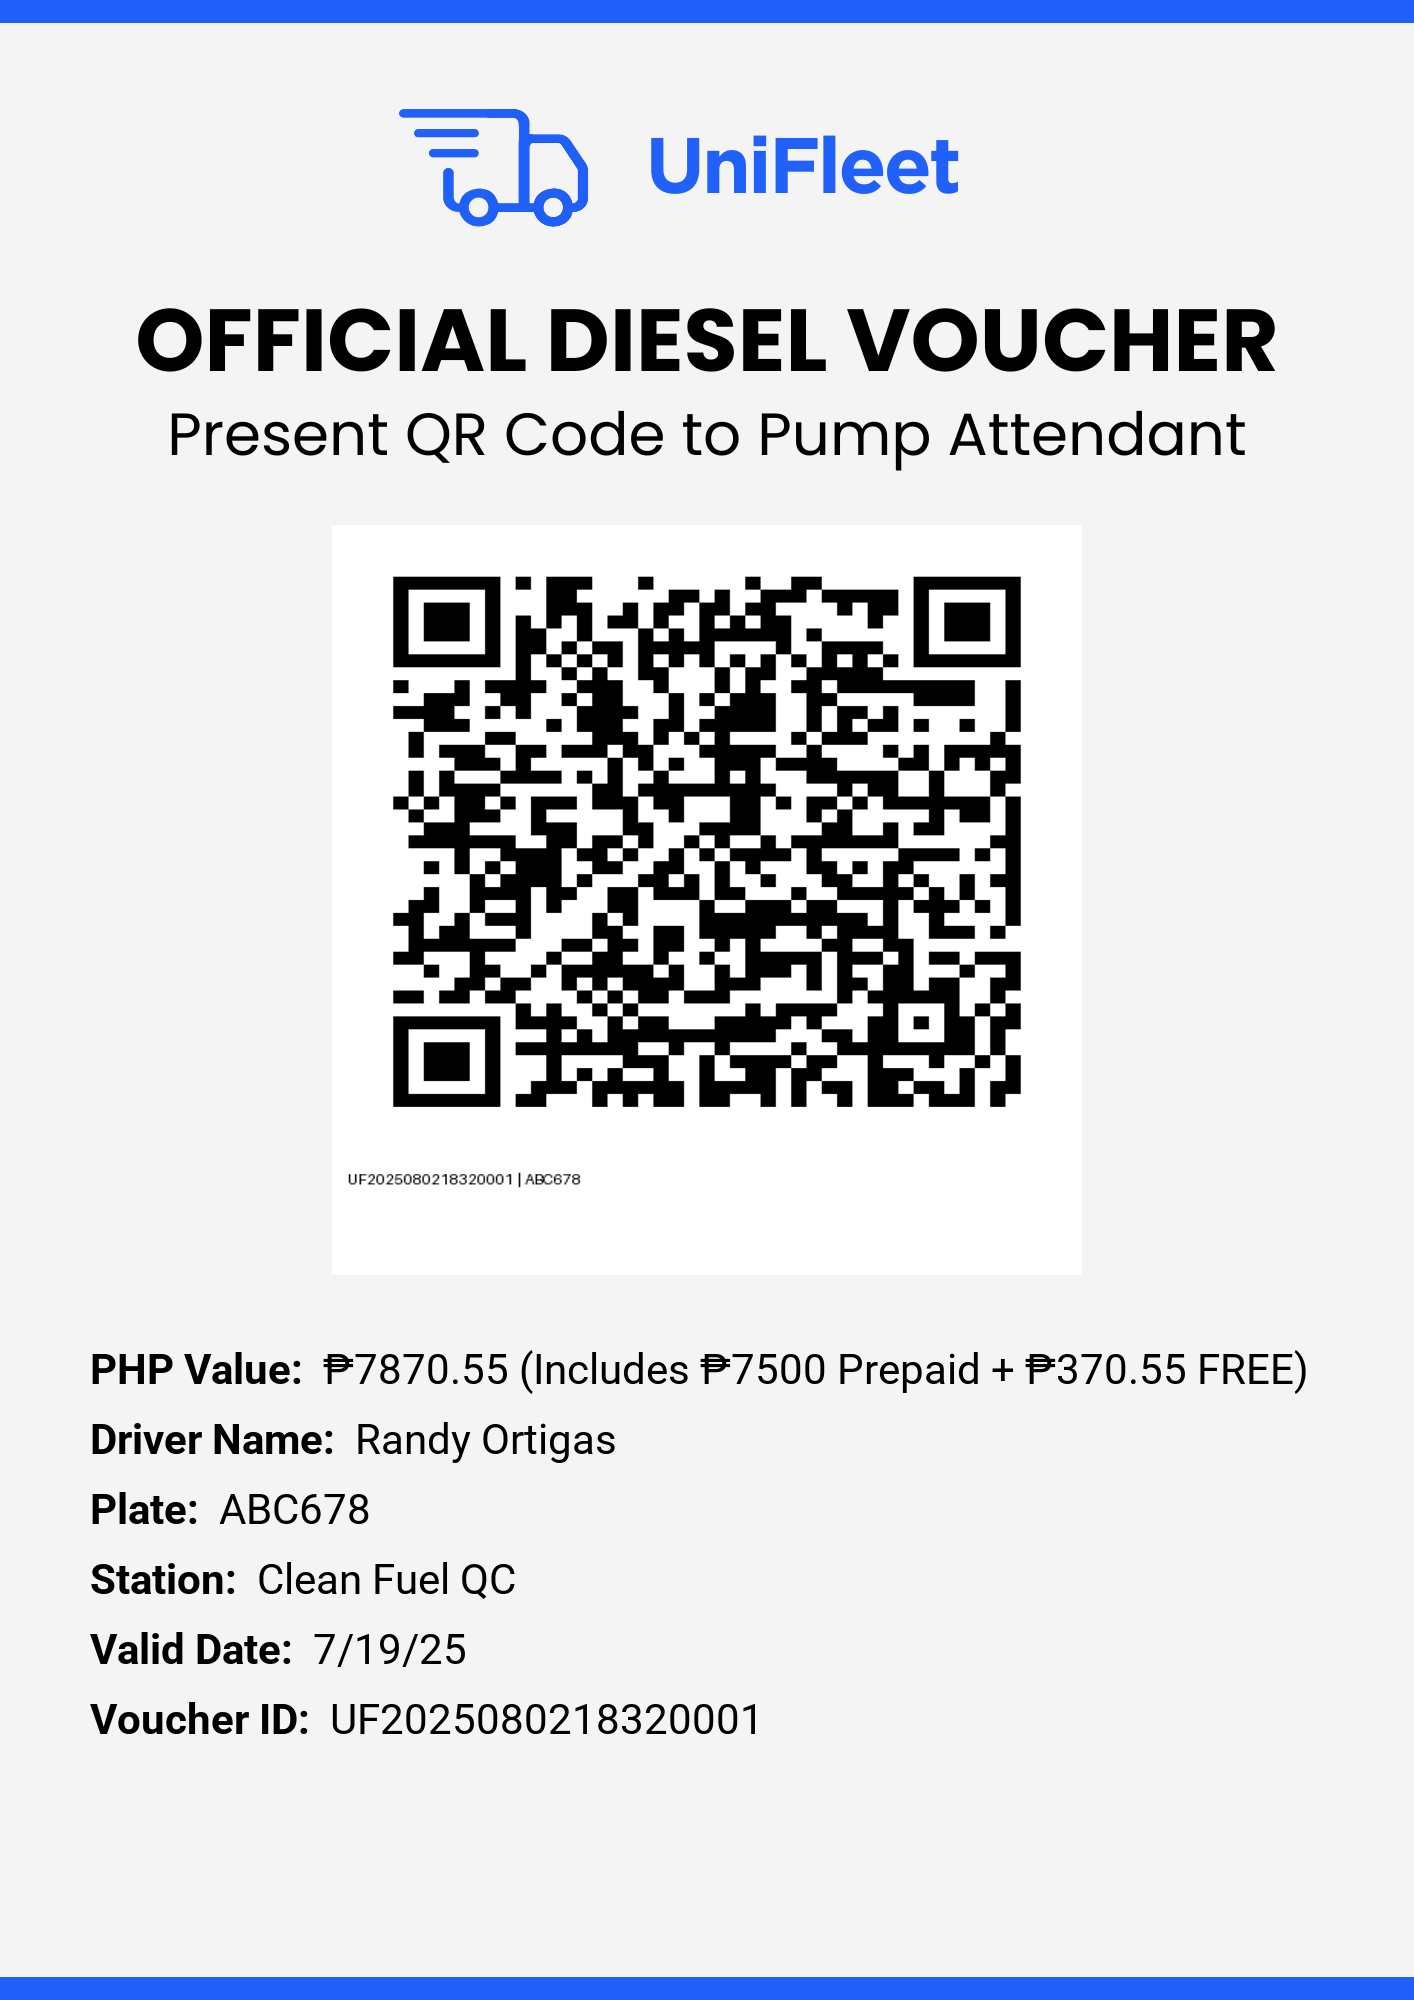 UniFleet
OFFICIAL DIESEL VOUCHER
Present QR Code to Pump Attendant
UF2025080218320001 | ABC678
PHP Value: ₱7870.55 (Includes ₱7500 Prepaid + ₱370.55 FREE)
Driver Name: Randy Ortigas
Plate: ABC678
Station: Clean Fuel QC
Valid Date: 7/19/25
Voucher ID: UF2025080218320001